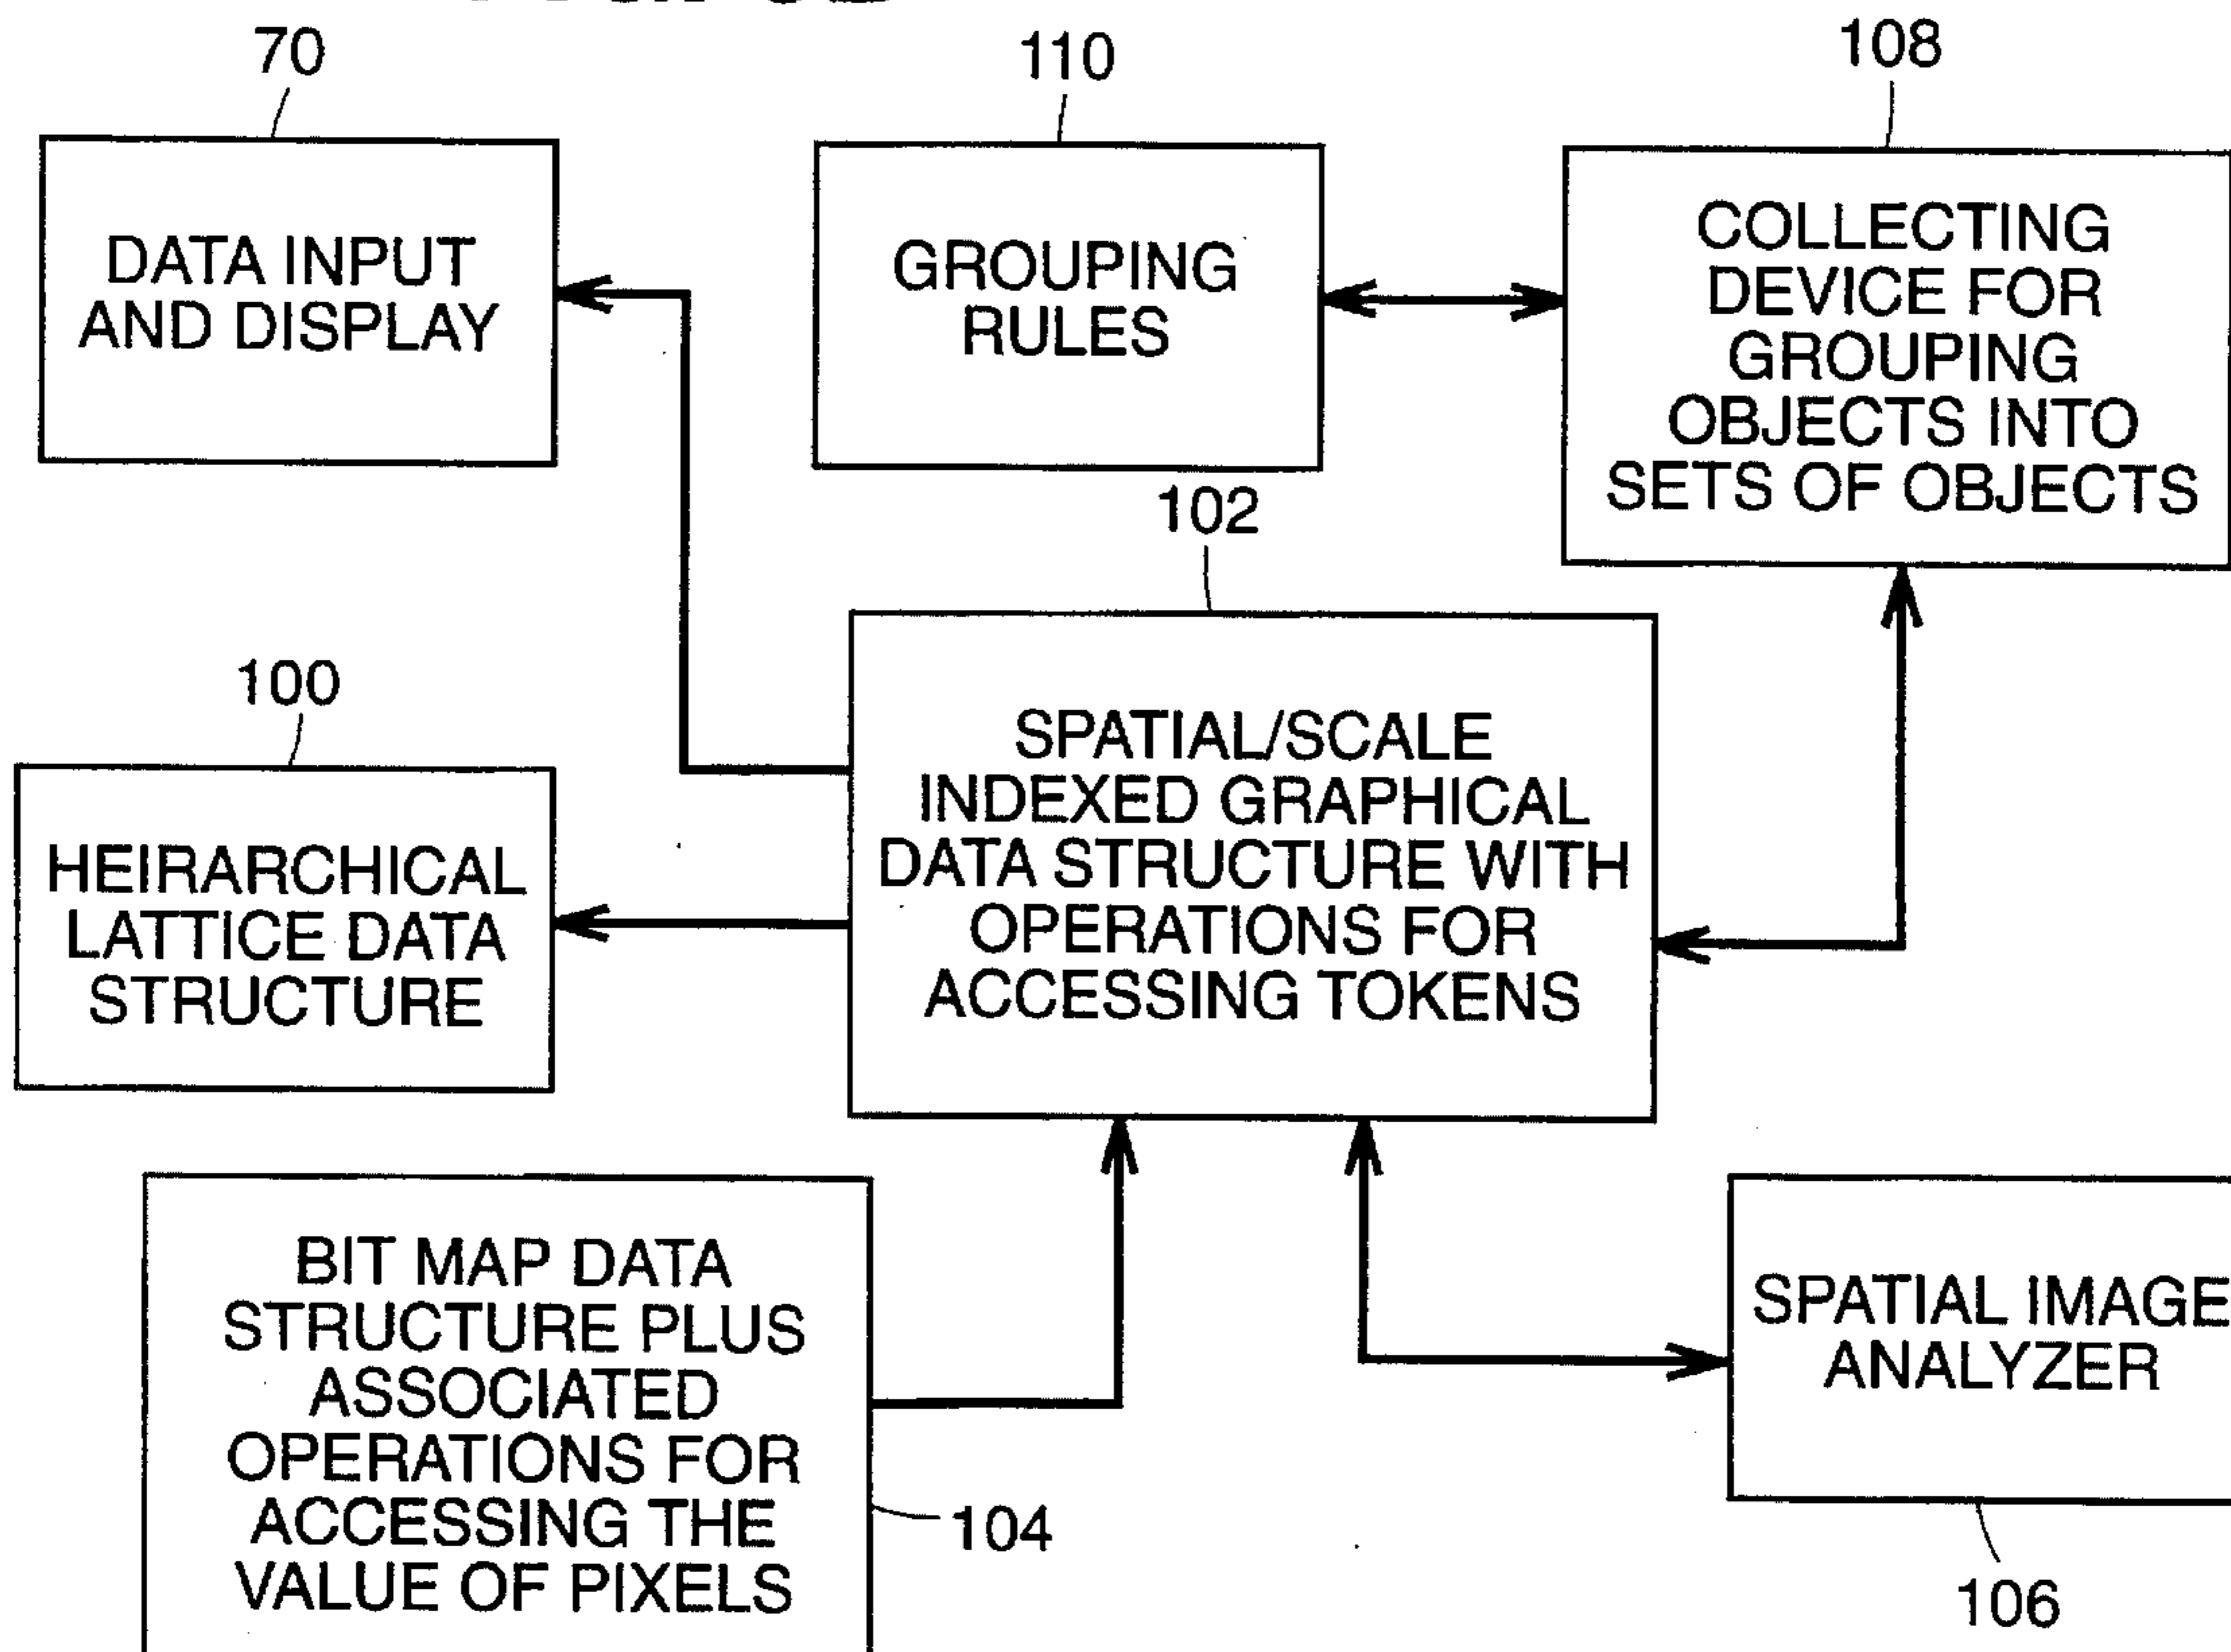 70
110
108
DATA INPUT
AND DISPLAY
GROUPING
RULES
COLLECTING
DEVICE FOR
GROUPING
OBJECTS INTO
SETS OF OBJECTS
102
100
HEIRARCHICAL
LATTICE DATA
STRUCTURE
SPATIAL/SCALE
INDEXED GRAPHICAL
DATA STRUCTURE WITH
OPERATIONS FOR
ACCESSING TOKENS
BIT MAP DATA
STRUCTURE PLUS
ASSOCIATED
OPERATIONS FOR
ACCESSING THE
VALUE OF PIXELS
104
SPATIAL IMAGE
ANALYZER
106